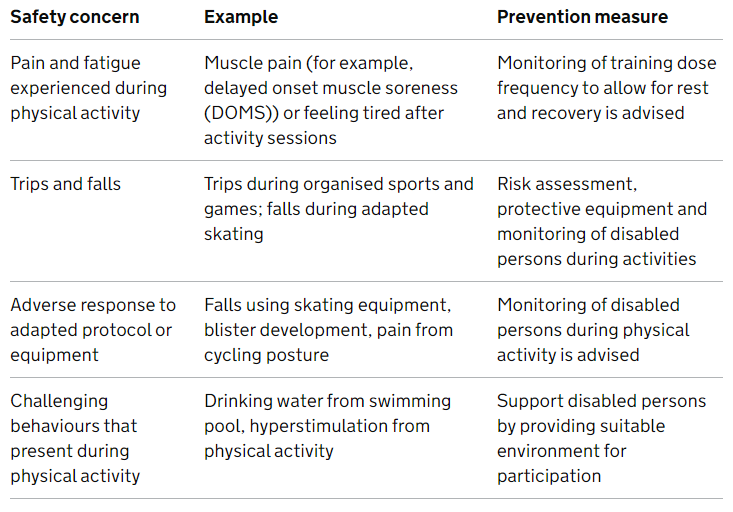 Safety concern
Example
Prevention measure
Pain and fatigue
experienced during
physical activity
Muscle pain (for example,
delayed onset muscle soreness
(DOMS)) or feeling tired after
activity sessions
Monitoring of training dose
frequency to allow for rest
and recovery is advised
Trips and falls
Trips during organised sports and
games; falls during adapted
skating
Risk assessment,
protective equipment and
monitoring of disabled
persons during activities
Adverse response to
adapted protocol or
equipment
Falls using skating equipment,
blister development, pain from
cycling posture
Monitoring of disabled
persons during physical
activity is advised
Challenging
behaviours that
present during
physical activity
Drinking water from swimming
pool, hyperstimulation from
physical activity
Support disabled persons
by providing suitable
environment for
participation